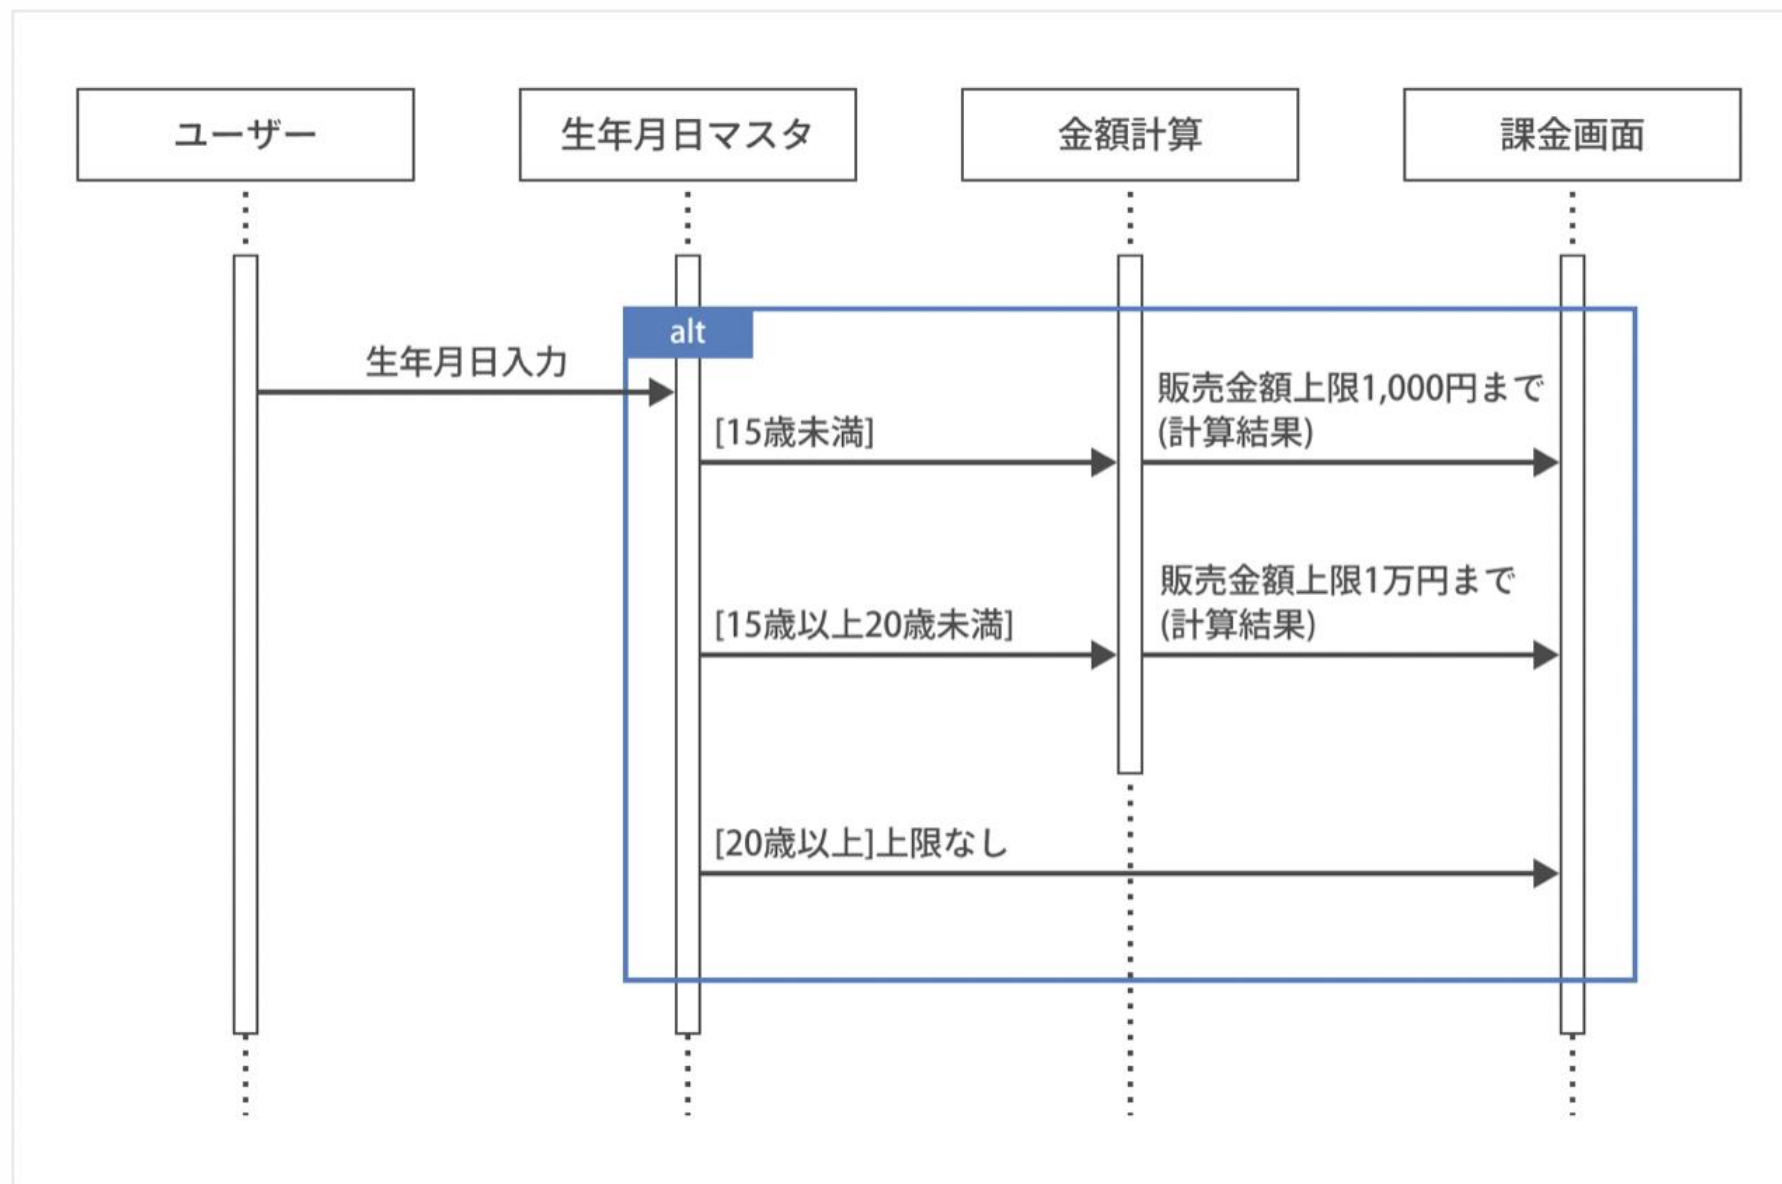 ユーザー
生年月日マスタ
金額計算
課金画面
alt
生年月日入力
[15歳未満]
販売金額上限1,000円まで
(計算結果)
[15歳以上20歳未満]
販売金額上限1万円まで
(計算結果)
[20歳以上]上限なし